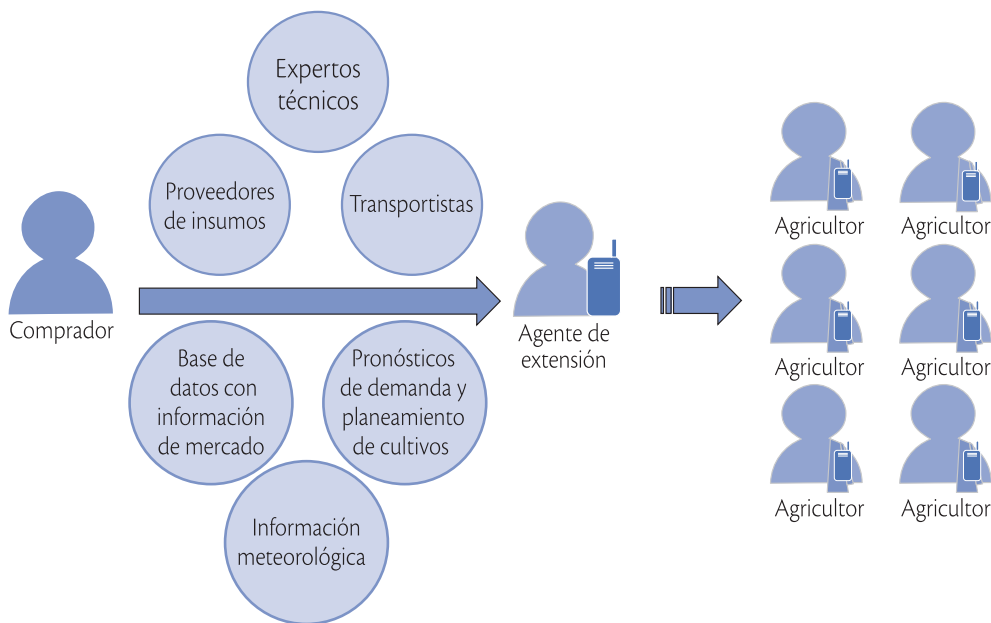 Expertos
técnicos
Proveedores
de insumos
Transportistas
Comprador
Agente de
extensión
Base de
datos con
información
de mercado
Pronósticos
de demanda y
planeamiento
de cultivos
Información
meteorológica
Agricultor
Agricultor
Agricultor
Agricultor
Agricultor
Agricultor